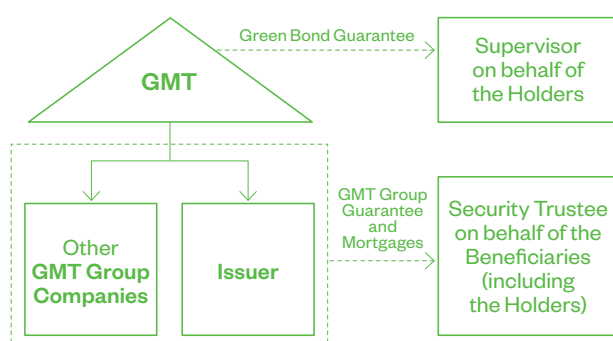 Green Bond Guarantee
Supervisor
on behalf of
the Holders
GMT
GMT Group
Guarantee
and
Mortgages
Other
GMT Group
Companies
Issuer
Security Trustee
on behalf of the
Beneficiaries
(including
the Holders)